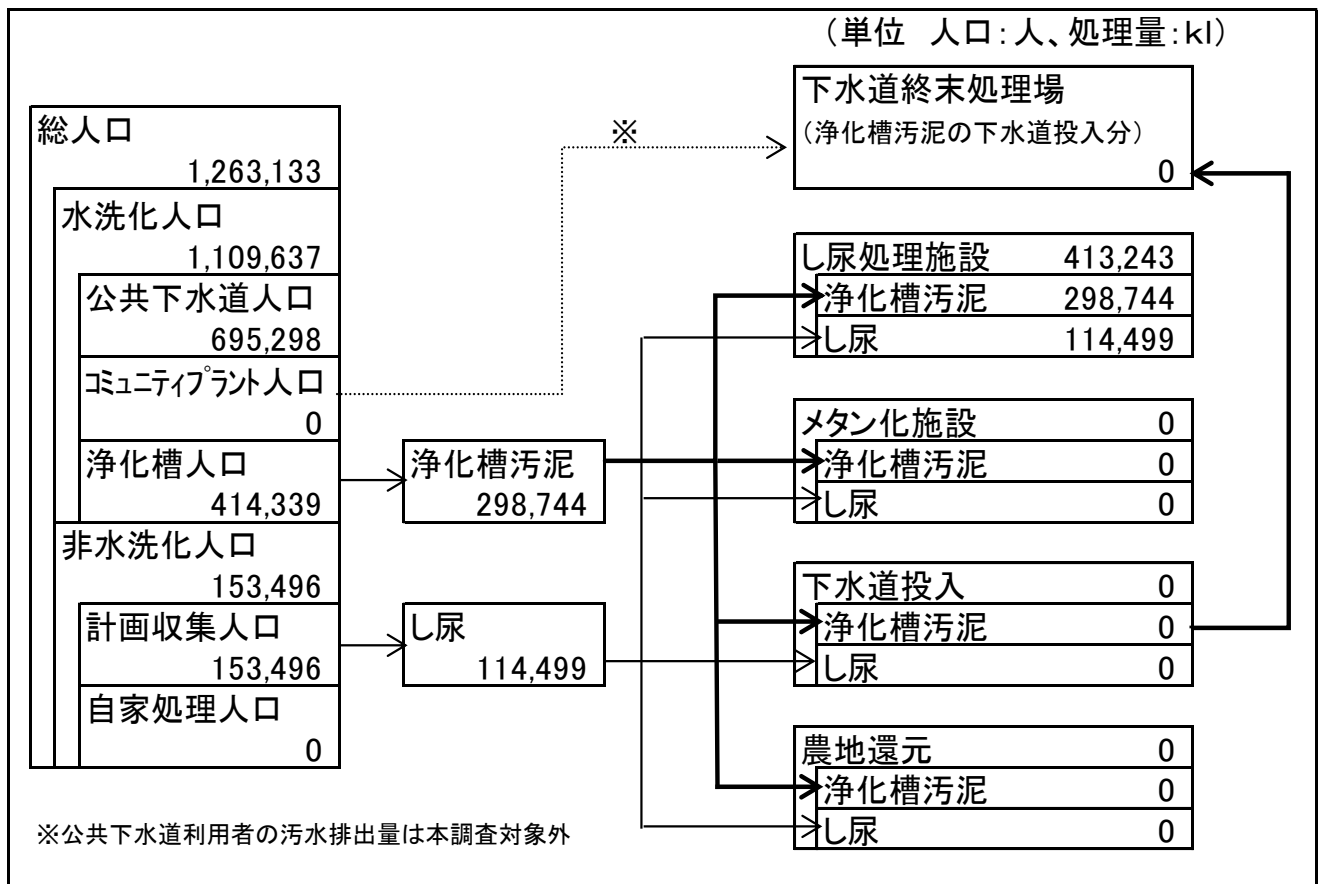 （単位　人口：人、処理量：kl）
総人口
1,263,133
水洗化人口
1,109,637
公共下水道人口
695,298
コミュニティプラント人口
0
浄化槽人口
414,339
非水洗化人口
153,496
計画収集人口
153,496
自家処理人口
0
※
浄化槽汚泥
298,744
し尿
114,499
下水道終末処理場
（浄化槽汚泥の下水道投入分）
0
し尿処理施設 413,243
浄化槽汚泥 298,744
し尿 114,499
メタン化施設 0
浄化槽汚泥 0
し尿 0
下水道投入 0
浄化槽汚泥 0
し尿 0
農地還元 0
浄化槽汚泥 0
し尿 0
※公共下水道利用者の汚水排出量は本調査対象外